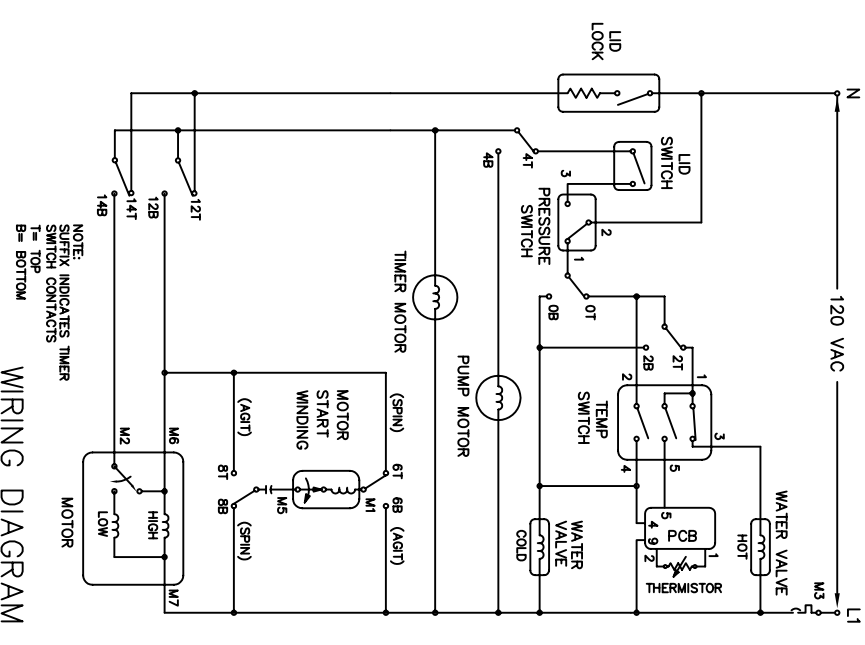 N
120 VAC
L1
M3
LID
LOCK
LID
SWITCH
4T
4B
3
2
1
PRESSURE
SWITCH
0T
0B
2T
2B
1
2
3
TEMP
SWITCH
4
5
5
4
9
PCB
1
2
THERMISTOR
WATER VALVE
HOT
WATER
VALVE
COLD
PUMP MOTOR
TIMER MOTOR
12T
12B
14T
14B
NOTE:
SUFFIX INDICATES TIMER
SWITCH CONTACTS
T= TOP
B= BOTTOM
(SPIN)
(AGIT)
MOTOR
START
WINDING
6T
6B
M1
M5
8T
8B
(AGIT)
(SPIN)
M2
M6
M7
HIGH
LOW
MOTOR
WIRING DIAGRAM